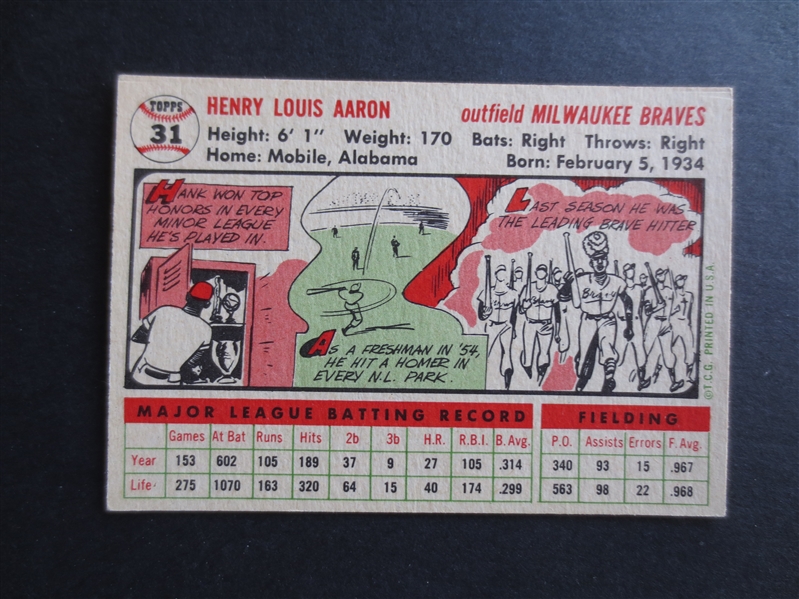 TOPPS
31
HENRY LOUIS AARON outfield MILWAUKEE BRAVES
Height: 6' 1" Weight: 170 Bats: Right Throws: Right
Home: Mobile, Alabama Born: February 5, 1934
HANK WON TOP
HONORS IN EVERY
MINOR LEAGUE
HE'S PLAYED IN.
AS A FRESHMAN IN '54,
HE HIT A HOMER IN
EVERY N.L. PARK.
LAST SEASON HE WAS
THE LEADING BRAVE HITTER
Braves
©T.C.G. PRINTED IN U.S.A.
MAJOR LEAGUE BATTING RECORD FIELDING
Games At Bat Runs Hits 2b 3b H.R. R.B.I. B. Avg. P.O. Assists Errors F. Avg.
Year 153 602 105 189 37 9 27 105 .314 340 93 15 .967
Life 275 1070 163 320 64 15 40 174 .299 563 98 22 .968